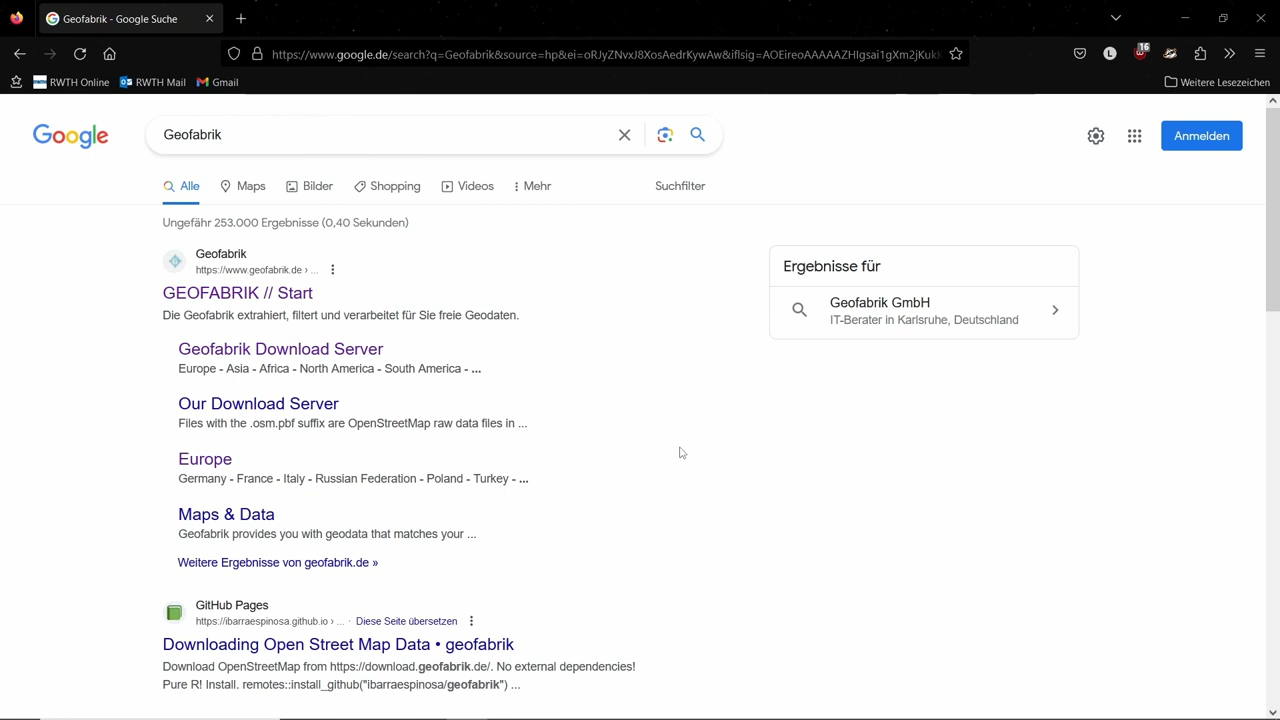 Geofabrik - Google Suche
https://www.google.de/search?q=Geofabrik&source=hp&ei=oRJyZNvxJ8XosAedrKywAw&iflsig=AOEireoAAAAAZHIgsai1gXm2jKukk
16
RWTH Online RWTH Mail Gmail Weitere Lesezeichen
Google Geofabrik Anmelden
Alle Maps Bilder Shopping Videos Mehr Suchfilter
Ungefähr 253.000 Ergebnisse (0,40 Sekunden)
Geofabrik
https://www.geofabrik.de › ...
GEOFABRIK // Start
Die Geofabrik extrahiert, filtert und verarbeitet für Sie freie Geodaten.
Geofabrik Download Server
Europe - Asia - Africa - North America - South America - ...
Our Download Server
Files with the .osm.pbf suffix are OpenStreetMap raw data files in ...
Europe
Germany - France - Italy - Russian Federation - Poland - Turkey - ...
Maps & Data
Geofabrik provides you with geodata that matches your ...
Weitere Ergebnisse von geofabrik.de »
GitHub Pages
https://ibarraespinosa.github.io › ... · Diese Seite übersetzen
Downloading Open Street Map Data • geofabrik
Download OpenStreetMap from https://download.geofabrik.de/. No external dependencies!
Pure R! Install. remotes::install_github("ibarraespinosa/geofabrik") ...
Ergebnisse für
Geofabrik GmbH
IT-Berater in Karlsruhe, Deutschland